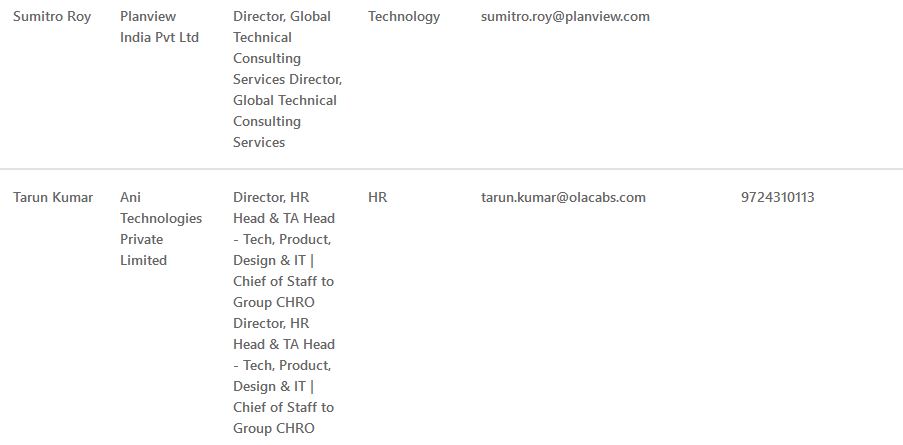 Sumitro Roy
Planview
India Pvt Ltd
Director, Global
Technical
Consulting
Services Director,
Global Technical
Consulting
Services
Technology
sumitro.roy@planview.com
Tarun Kumar
Ani
Technologies
Private
Limited
Director, HR
Head & TA Head
- Tech, Product,
Design & IT |
Chief of Staff to
Group CHRO
Director, HR
Head & TA Head
- Tech, Product,
Design & IT |
Chief of Staff to
Group CHRO
HR
tarun.kumar@olacabs.com
9724310113